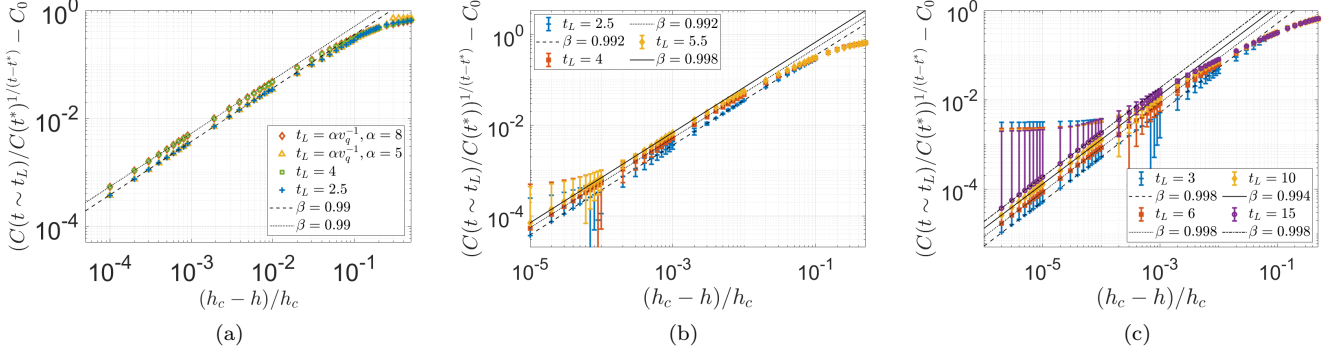 (C(t ∼ t_L)/C(t*))^{1/(t−t*)} − C_0
10^0
10^{-2}
10^{-4}
10^{-4}
10^{-3}
10^{-2}
10^{-1}
(h_c − h)/h_c
t_L = αv_q^{-1}, α = 8
t_L = αv_q^{-1}, α = 5
t_L = 4
t_L = 2.5
β = 0.99
β = 0.99
(a)
(C(t ∼ t_L)/C(t*))^{1/(t−t*)} − C_0
10^0
10^{-2}
10^{-4}
10^{-5}
10^{-3}
10^{-1}
(h_c − h)/h_c
t_L = 2.5
β = 0.992
t_L = 4
β = 0.992
t_L = 5.5
β = 0.998
(b)
(C(t ∼ t_L)/C(t*))^{1/(t−t*)} − C_0
10^0
10^{-2}
10^{-4}
10^{-5}
10^{-3}
10^{-1}
(h_c − h)/h_c
t_L = 3
β = 0.998
t_L = 6
β = 0.998
t_L = 10
β = 0.994
t_L = 15
β = 0.998
(c)